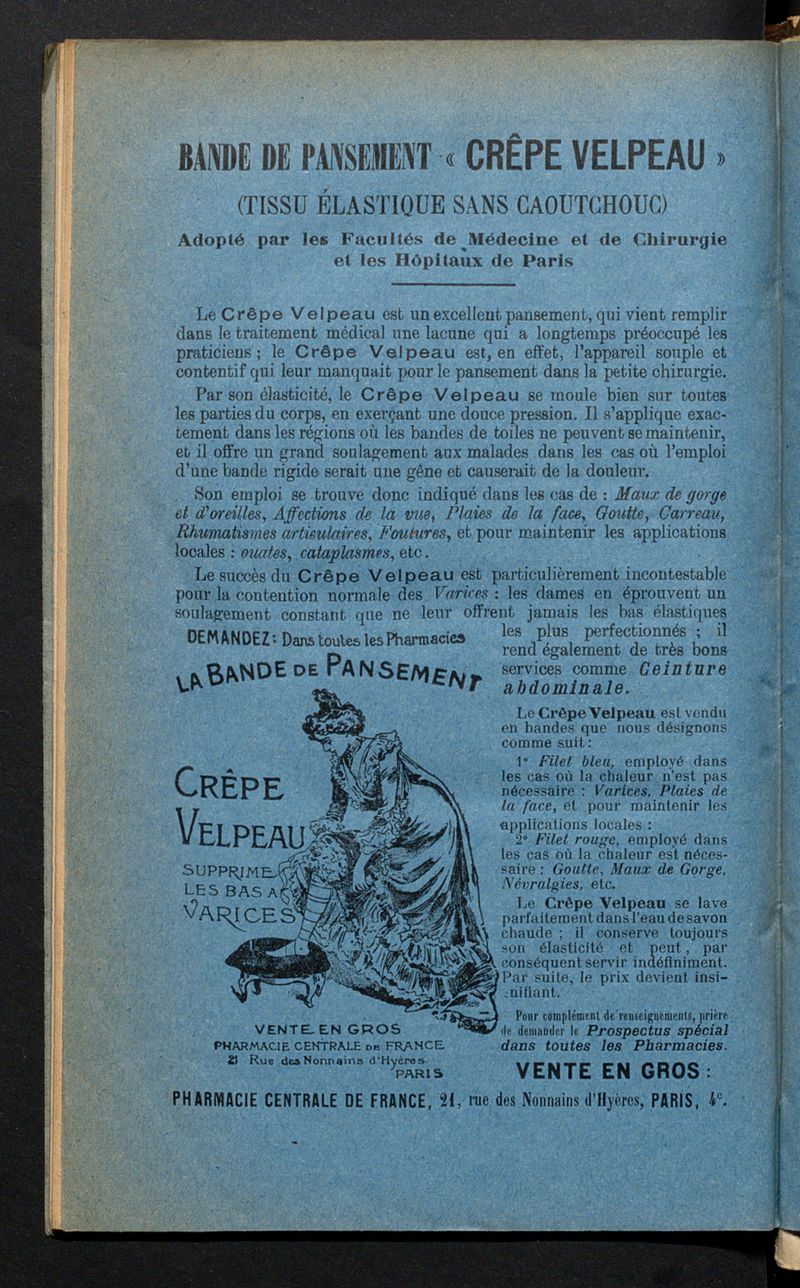 BANDE DE PANSEMENT « CRÊPE VELPEAU »
(TISSU ÉLASTIQUE SANS CAOUTCHOUC)
Adopté par les Facultés de Médecine et de Chirurgie
et les Hôpitaux de Paris
Le Crêpe Velpeau est un excellent pansement, qui vient remplir
dans le traitement médical une lacune qui a longtemps préoccupé les
praticiens ; le Crêpe Velpeau est, en effet, l'appareil souple et
contentif qui leur manquait pour le pansement dans la petite chirurgie.
Par son élasticité, le Crêpe Velpeau se moule bien sur toutes
les parties du corps, en exerçant une douce pression. Il s'applique exac-
tement dans les régions où les bandes de toiles ne peuvent se maintenir,
et il offre un grand soulagement aux malades dans les cas où l'emploi
d'une bande rigide serait une gêne et causerait de la douleur.
Son emploi se trouve donc indiqué dans les cas de : Maux de gorge
et d'oreilles, Affections de la vue, Plaies de la face, Goutte, Carreau,
Rhumatismes articulaires, Foutures, et pour maintenir les applications
locales : ouates, cataplasmes, etc.
Le succès du Crêpe Velpeau est particulièrement incontestable
pour la contention normale des Varices : les dames en éprouvent un
soulagement constant que ne leur offrent jamais les bas élastiques
les plus perfectionnés ; il
rend également de très bons
services comme Ceinture
abdominale.
Le Crêpe Velpeau est vendu
en bandes que nous désignons
comme suit :
1° Filet bleu, employé dans
les cas où la chaleur n'est pas
nécessaire : Varices, Plaies de
la face, et pour maintenir les
applications locales :
2° Filet rouge, employé dans
les cas où la chaleur est néces-
saire : Goutte, Maux de Gorge,
Névralgies, etc.
Le Crêpe Velpeau se lave
parfaitement dans l'eau de savon
chaude ; il conserve toujours
son élasticité et peut, par
conséquent servir indéfiniment.
Par suite, le prix devient insi-
nifiant.
Pour complément de renseignements, prière
de demander le Prospectus spécial
dans toutes les Pharmacies.
VENTE EN GROS :
DEMANDEZ : Dans toutes les Pharmacies
LA BANDE DE PANSEMENT
CRÊPE
VELPEAU
SUPPRIME
LES BAS A
VARICES
VENTE EN GROS
PHARMACIE CENTRALE DE FRANCE
21 Rue des Nonnains d'Hyères
PARIS
PHARMACIE CENTRALE DE FRANCE, 21, rue des Nonnains d'Hyères, PARIS, 4e.